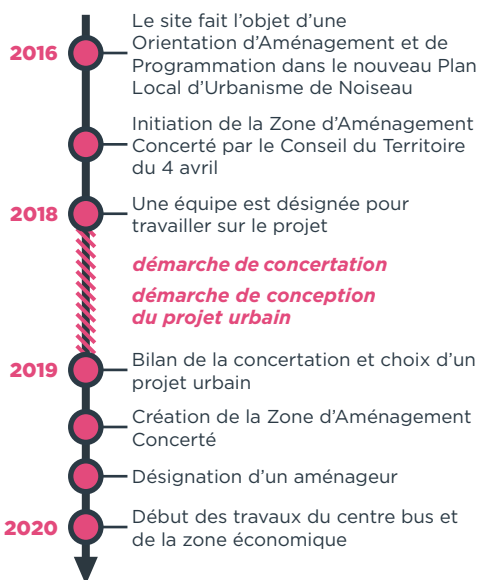 2016
Le site fait l’objet d’une
Orientation d’Aménagement et de
Programmation dans le nouveau Plan
Local d’Urbanisme de Noiseau
Initiation de la Zone d’Aménagement
Concerté par le Conseil du Territoire
du 4 avril
2018
Une équipe est désignée pour
travailler sur le projet
démarche de concertation
démarche de conception
du projet urbain
2019
Bilan de la concertation et choix d’un
projet urbain
Création de la Zone d’Aménagement
Concerté
Désignation d’un aménageur
2020
Début des travaux du centre bus et
de la zone économique